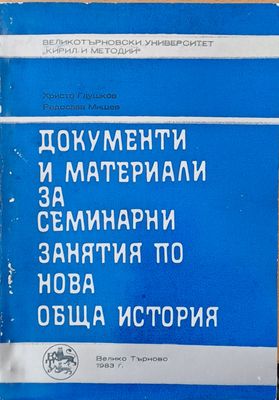 ВЕЛИКОТЪРНОВСКИ УНИВЕРСИТЕТ
„КИРИЛ И МЕТОДИЙ“
Христо Глушков
Радослав Мишев
ДОКУМЕНТИ
И МАТЕРИАЛИ
ЗА
СЕМИНАРНИ
ЗАНЯТИЯ ПО
НОВА
ОБЩА ИСТОРИЯ
Велико Търново
1983 г.